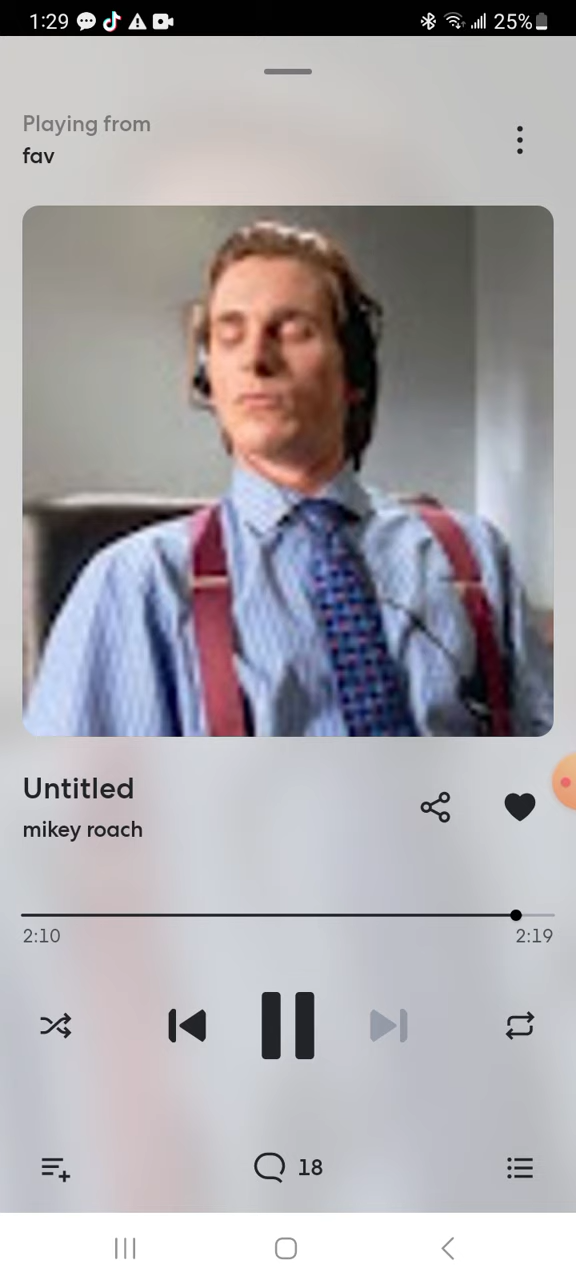 1:29
25%
Playing from
fav
Untitled
mikey roach
2:10
2:19
18